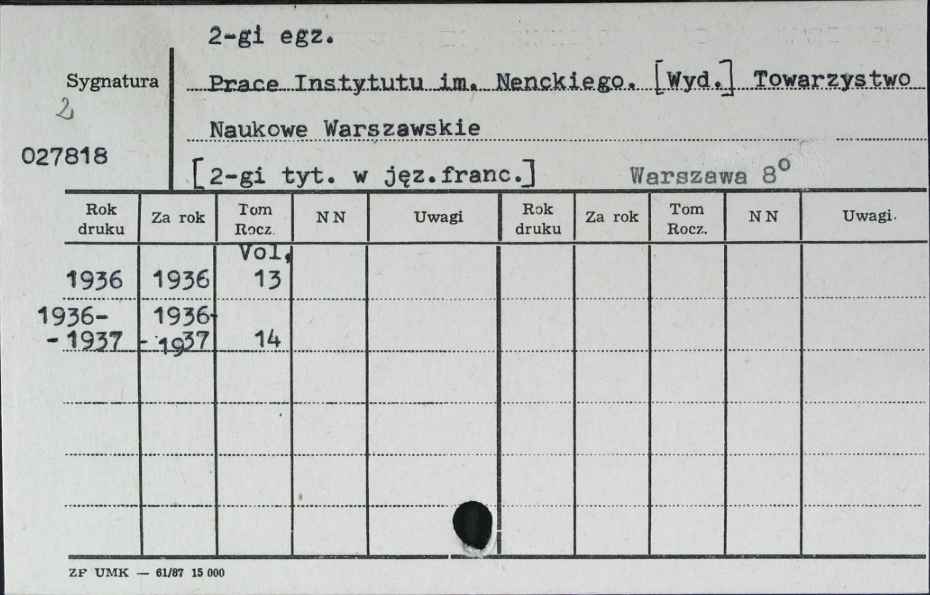 2-gi egz.
Sygnatura
Prace Instytutu im. Nenckiego. [Wyd.] Towarzystwo
2
Naukowe Warszawskie
027818
[2-gi tyt. w jęz.franc.] Warszawa 8°
Rok druku Za rok Tom Rocz. NN Uwagi Rok druku Za rok Tom Rocz. NN Uwagi.
Vol.
1936 1936 13
1936- 1936-
-1937 -1937 14
ZF UMK — 61/87 15 000